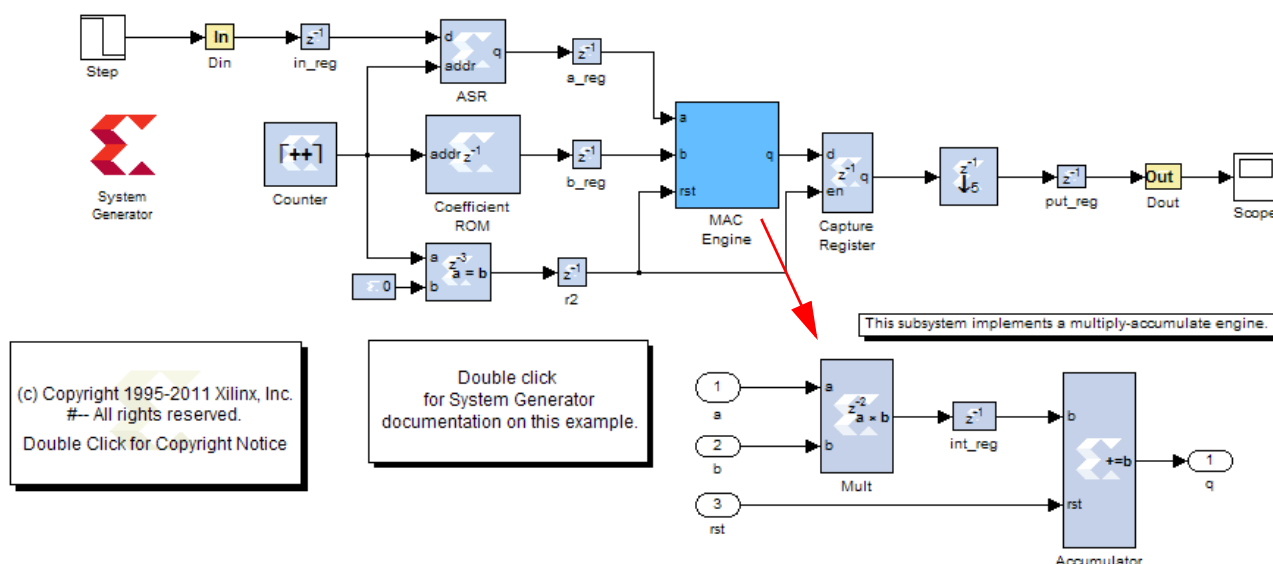 Step
In
Din
z-1
in_reg
d
addr
q
ASR
z-1
a_reg
System
Generator
++
Counter
addr
z-1
Coefficient
ROM
z-1
b_reg
a
b
rst
q
MAC
Engine
d
en
z-1
q
Capture
Register
z-1
↓5
z-1
put_reg
Out
Dout
Scope
0
a
b
z-3
a = b
z-1
r2
This subsystem implements a multiply-accumulate engine.
(c) Copyright 1995-2011 Xilinx, Inc.
#-- All rights reserved.
Double Click for Copyright Notice
Double click
for System Generator
documentation on this example.
1
a
2
b
3
rst
a
b
z-2
a × b
Mult
z-1
int_reg
b
rst
+=b
Accumulator
1
q